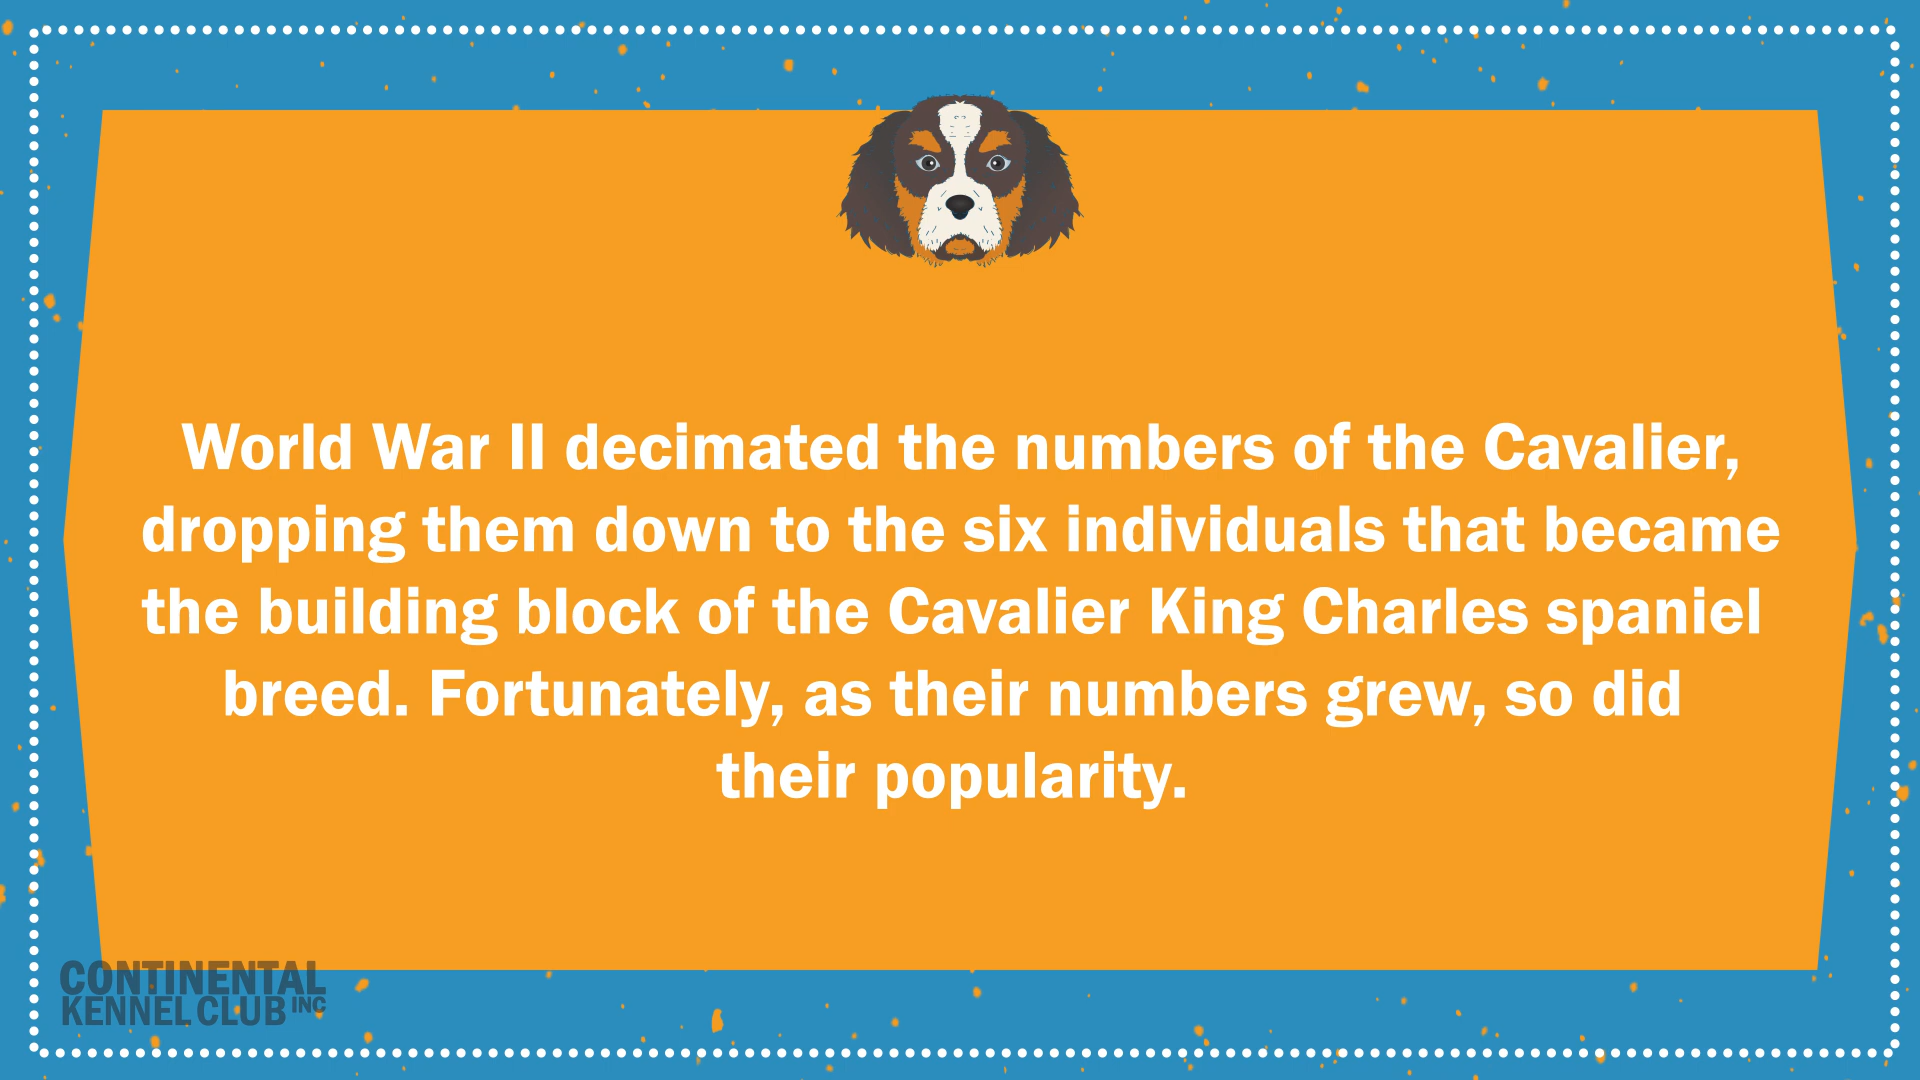 World War II decimated the numbers of the Cavalier,
dropping them down to the six individuals that became
the building block of the Cavalier King Charles spaniel
breed. Fortunately, as their numbers grew, so did
their popularity.
CONTINENTAL
KENNEL CLUB INC